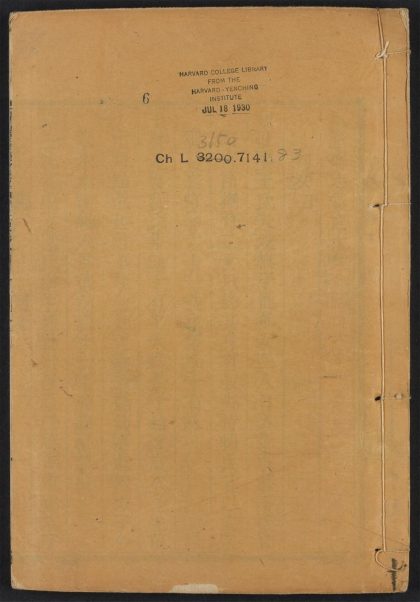 HARVARD COLLEGE LIBRARY
FROM THE
HARVARD-YENCHING
INSTITUTE
JUL 18 1930
6
3150
Ch L 3200.7141.83